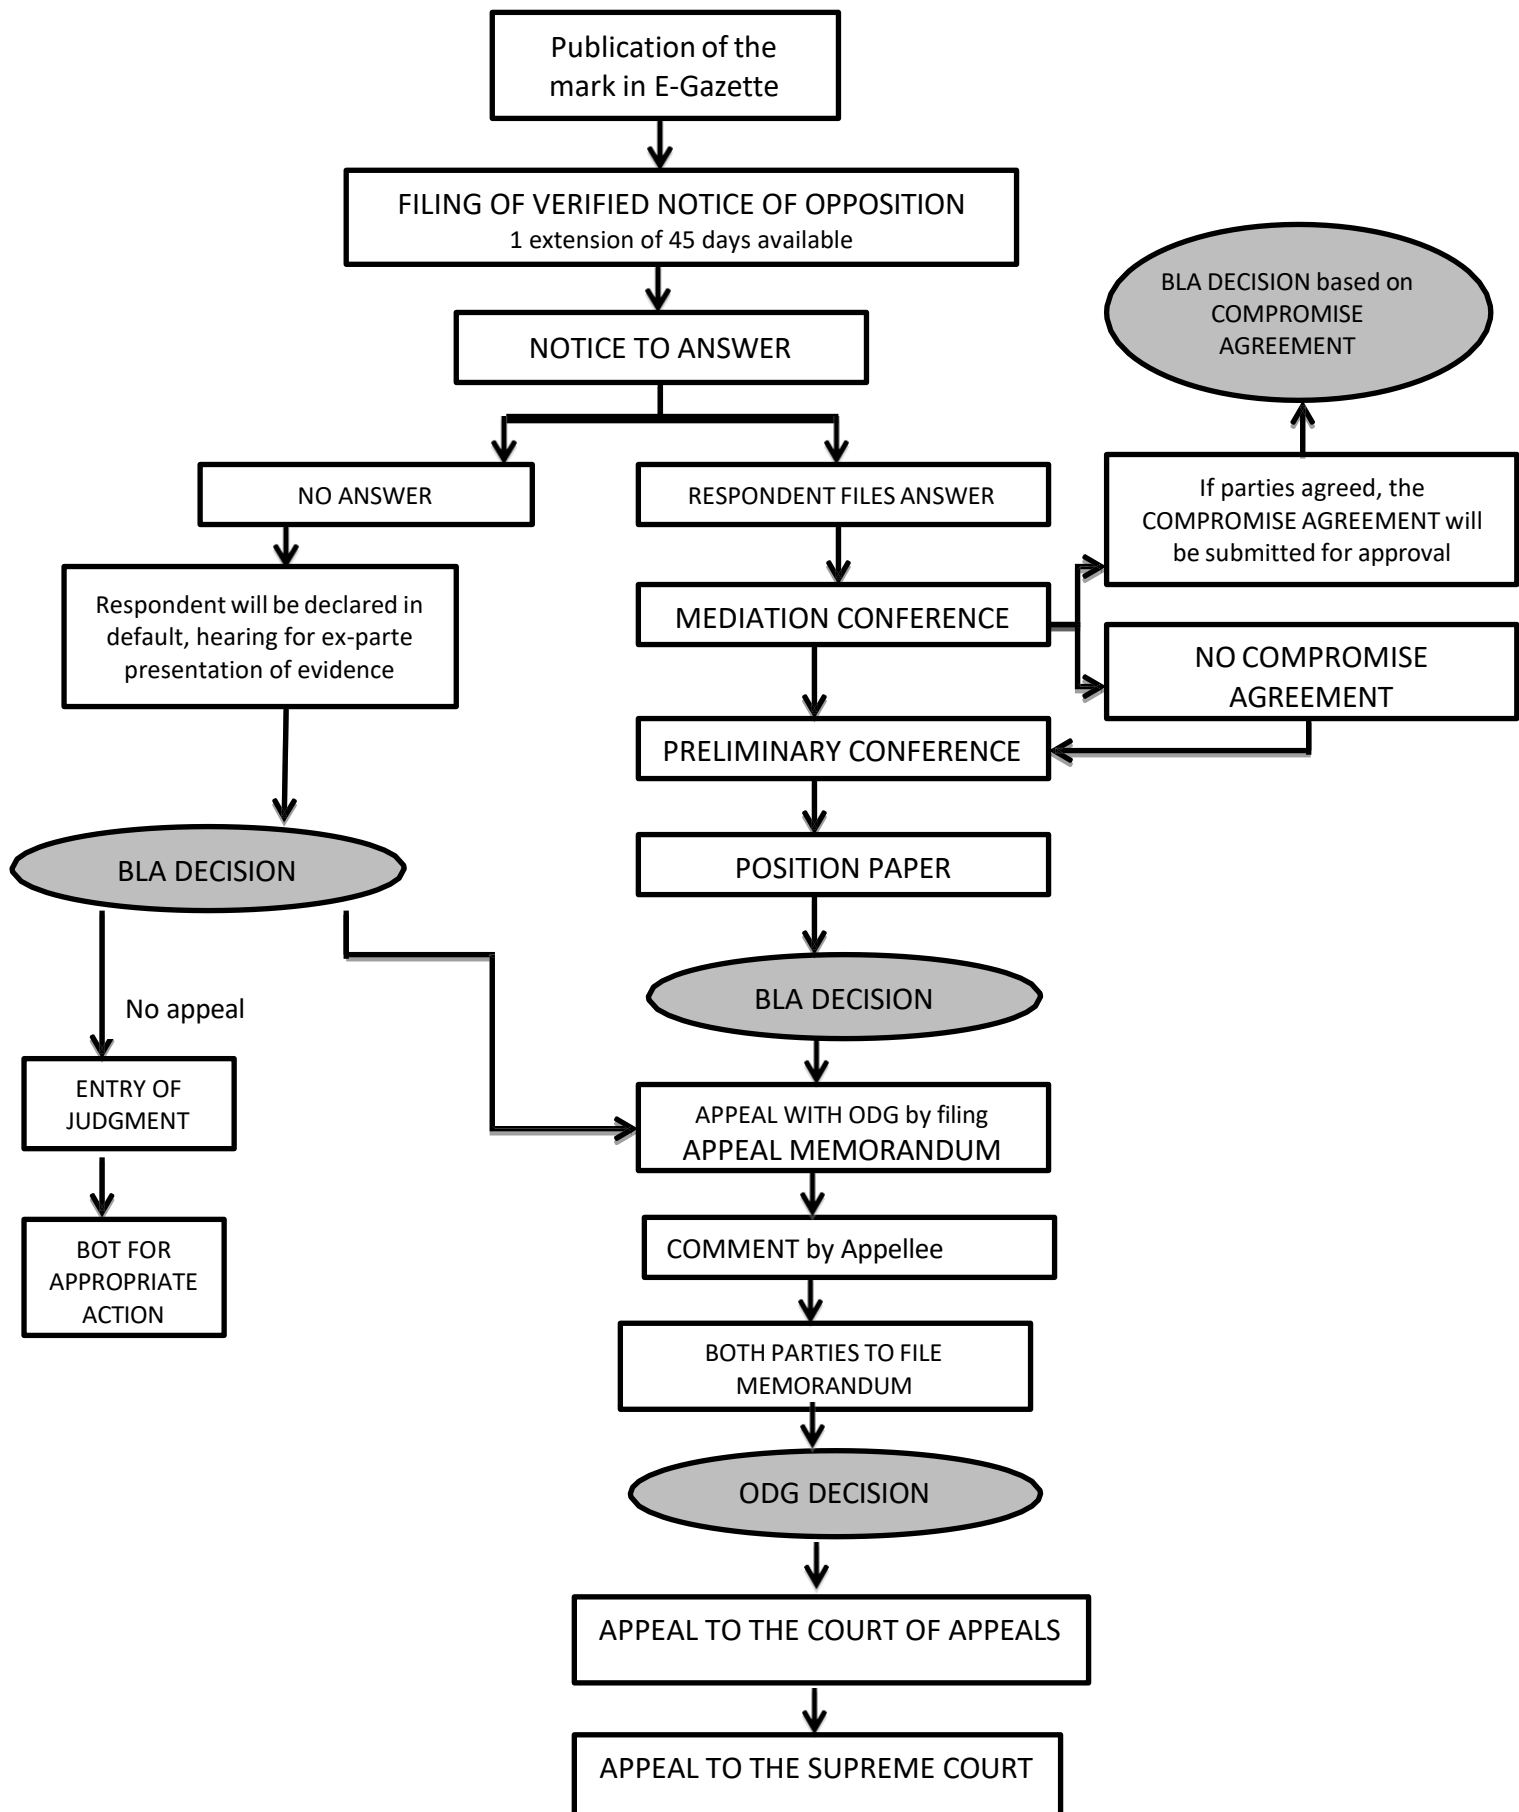 Publication of the
mark in E-Gazette
FILING OF VERIFIED NOTICE OF OPPOSITION
1 extension of 45 days available
BLA DECISION based on
COMPROMISE
AGREEMENT
NOTICE TO ANSWER
NO ANSWER
RESPONDENT FILES ANSWER
If parties agreed, the
COMPROMISE AGREEMENT will
be submitted for approval
Respondent will be declared in
default, hearing for ex-parte
presentation of evidence
MEDIATION CONFERENCE
NO COMPROMISE
AGREEMENT
PRELIMINARY CONFERENCE
BLA DECISION
POSITION PAPER
No appeal
BLA DECISION
ENTRY OF
JUDGMENT
APPEAL WITH ODG by filing
APPEAL MEMORANDUM
BOT FOR
APPROPRIATE
ACTION
COMMENT by Appellee
BOTH PARTIES TO FILE
MEMORANDUM
ODG DECISION
APPEAL TO THE COURT OF APPEALS
APPEAL TO THE SUPREME COURT